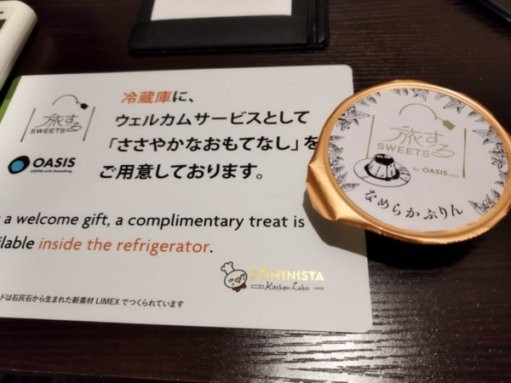 冷蔵庫に、
ウェルカムサービスとして
「ささやかなおもてなし」を
ご用意しております。
旅する
SWEETS
OASIS
a welcome gift, a complimentary treat is
inside the refrigerator.
MINISTA
Kitchen Labo.
は石灰石から生まれた新素材 LIMEX でつくられています
旅する
SWEETS
by OASIS
なめらかぷりん